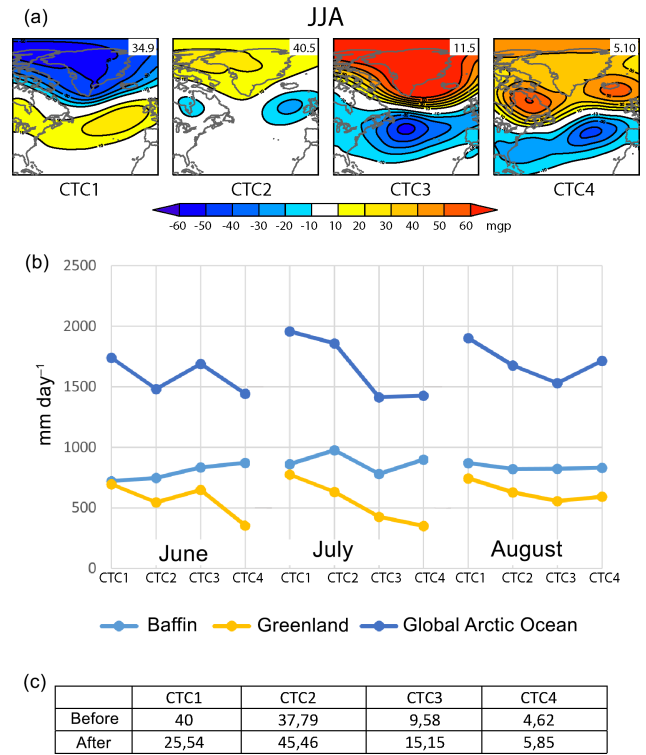 (a)
JJA
34.9
40.5
11.5
5.10
CTC1
CTC2
CTC3
CTC4
-60 -50 -40 -30 -20 -10 10 20 30 40 50 60 mgp
(b)
2500
2000
1500
1000
500
0
mm day⁻¹
June
July
August
CTC1 CTC2 CTC3 CTC4 CTC1 CTC2 CTC3 CTC4 CTC1 CTC2 CTC3 CTC4
Baffin Greenland Global Arctic Ocean
(c)
CTC1 CTC2 CTC3 CTC4
Before 40 37,79 9,58 4,62
After 25,54 45,46 15,15 5,85